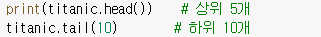 print(titanic.head())    # 상위 5개
titanic.tail(10)         # 하위 10개